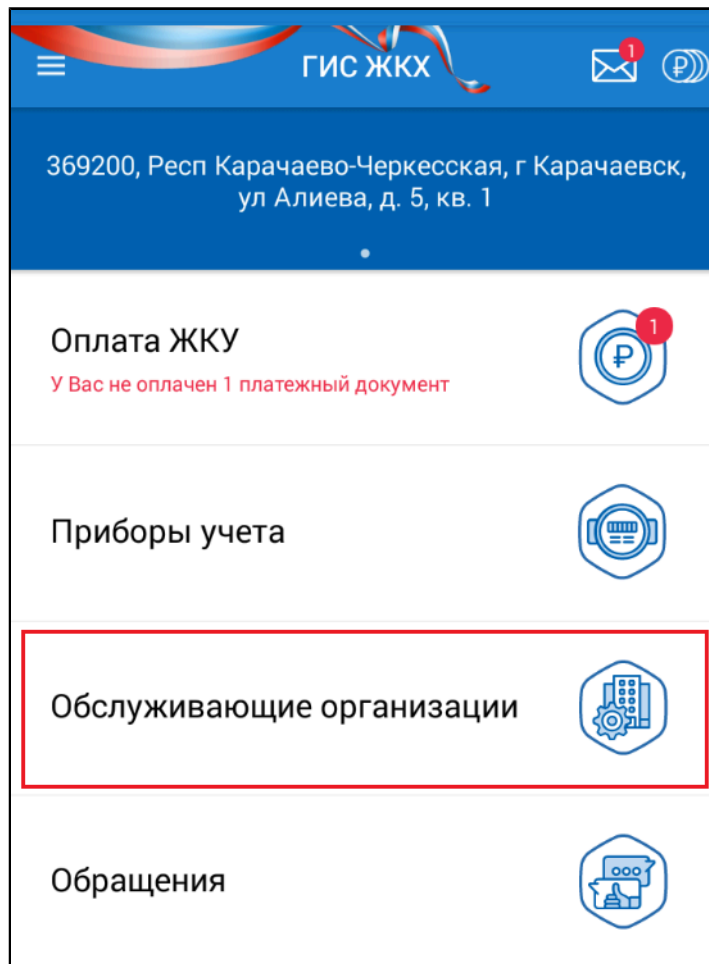 ГИС ЖКХ
1
₽
369200, Респ Карачаево-Черкесская, г Карачаевск,
ул Алиева, д. 5, кв. 1
Оплата ЖКУ
1
₽
У Вас не оплачен 1 платежный документ
Приборы учета
Обслуживающие организации
Обращения